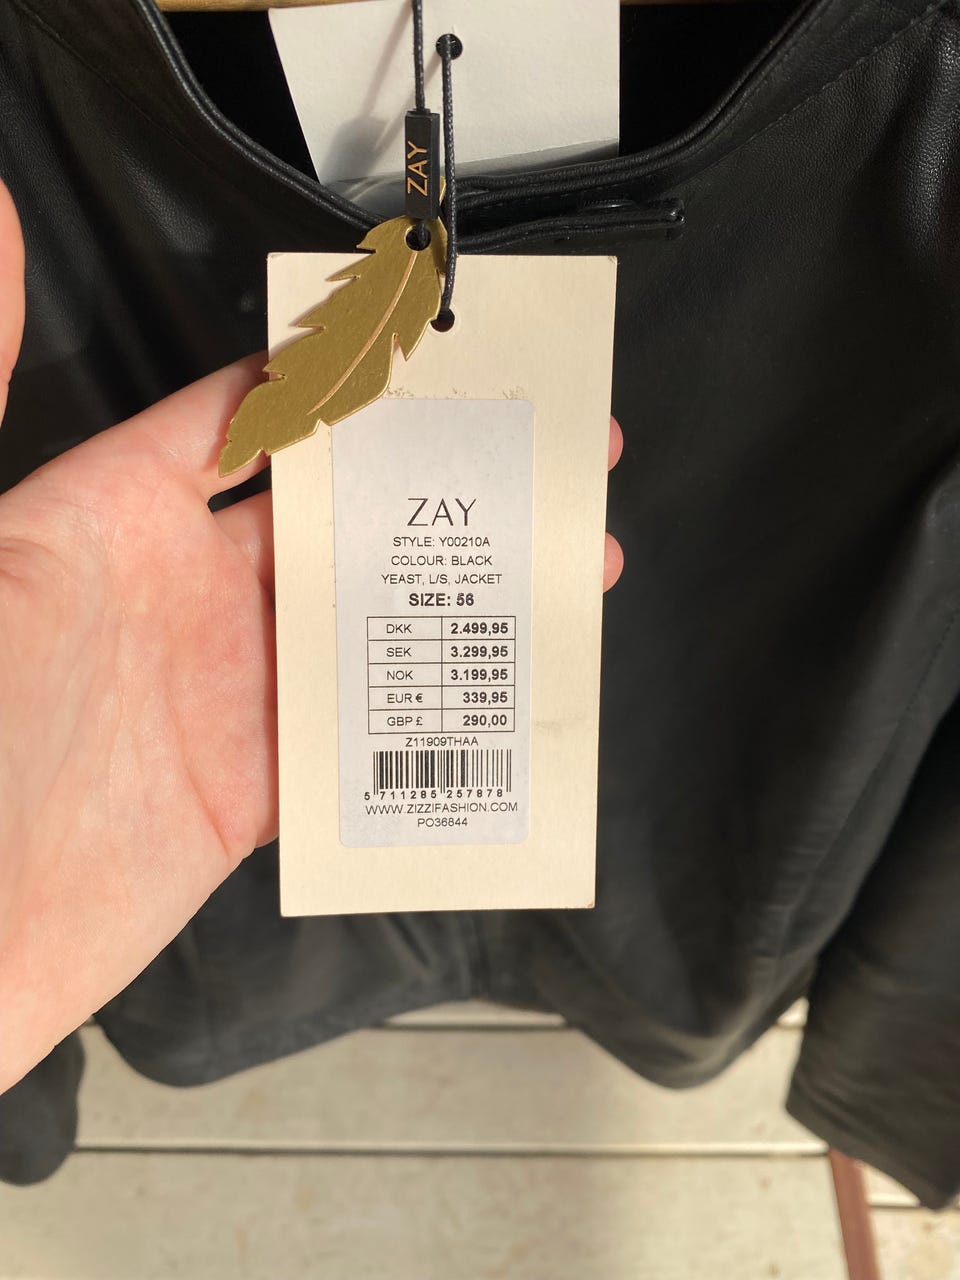 ZAY
ZAY
STYLE: Y00210A
COLOUR: BLACK
YEAST, L/S, JACKET
SIZE: 56
DKK 2.499,95
SEK 3.299,95
NOK 3.199,95
EUR € 339,95
GBP £ 290,00
Z11909THAA
5 711285 257878
WWW.ZIZZIFASHION.COM
PO36844